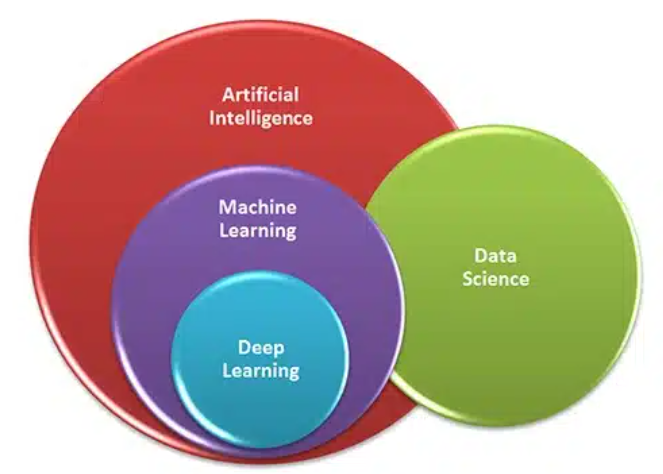 Artificial
Intelligence
Machine
Learning
Data
Science
Deep
Learning